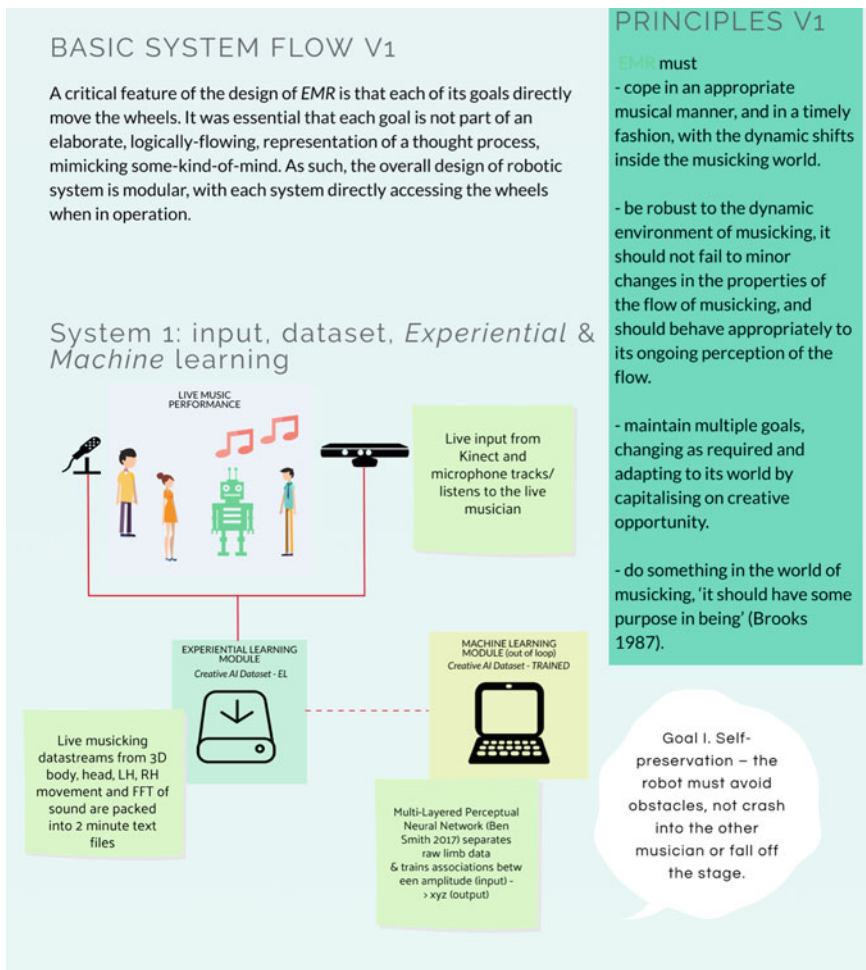 BASIC SYSTEM FLOW V1
A critical feature of the design of EMR is that each of its goals directly
move the wheels. It was essential that each goal is not part of an
elaborate, logically-flowing, representation of a thought process,
mimicking some-kind-of-mind. As such, the overall design of robotic
system is modular, with each system directly accessing the wheels
when in operation.
PRINCIPLES V1
EMR must
- cope in an appropriate
musical manner, and in a timely
fashion, with the dynamic shifts
inside the musicking world.
- be robust to the dynamic
environment of musicking, it
should not fail to minor
changes in the properties of
the flow of musicking, and
should behave appropriately to
its ongoing perception of the
flow.
- maintain multiple goals,
changing as required and
adapting to its world by
capitalising on creative
opportunity.
- do something in the world of
musicking, ‘it should have some
purpose in being’ (Brooks
1987).
System 1: input, dataset, Experiential &
Machine learning
LIVE MUSIC
PERFORMANCE
Live input from
Kinect and
microphone tracks/
listens to the live
musician
EXPERIENTIAL LEARNING
MODULE
Creative AI Dataset - EL
MACHINE LEARNING
MODULE (out of loop)
Creative AI Dataset - TRAINED
Live musicking
datastreams from 3D
body, head, LH, RH
movement and FFT of
sound are packed
into 2 minute text
files
Multi-Layered Perceptual
Neural Network (Ben
Smith 2017) separates
raw limb data
& trains associations betw
een amplitude (input) -
> xyz (output)
Goal I. Self-
preservation – the
robot must avoid
obstacles, not crash
into the other
musician or fall off
the stage.